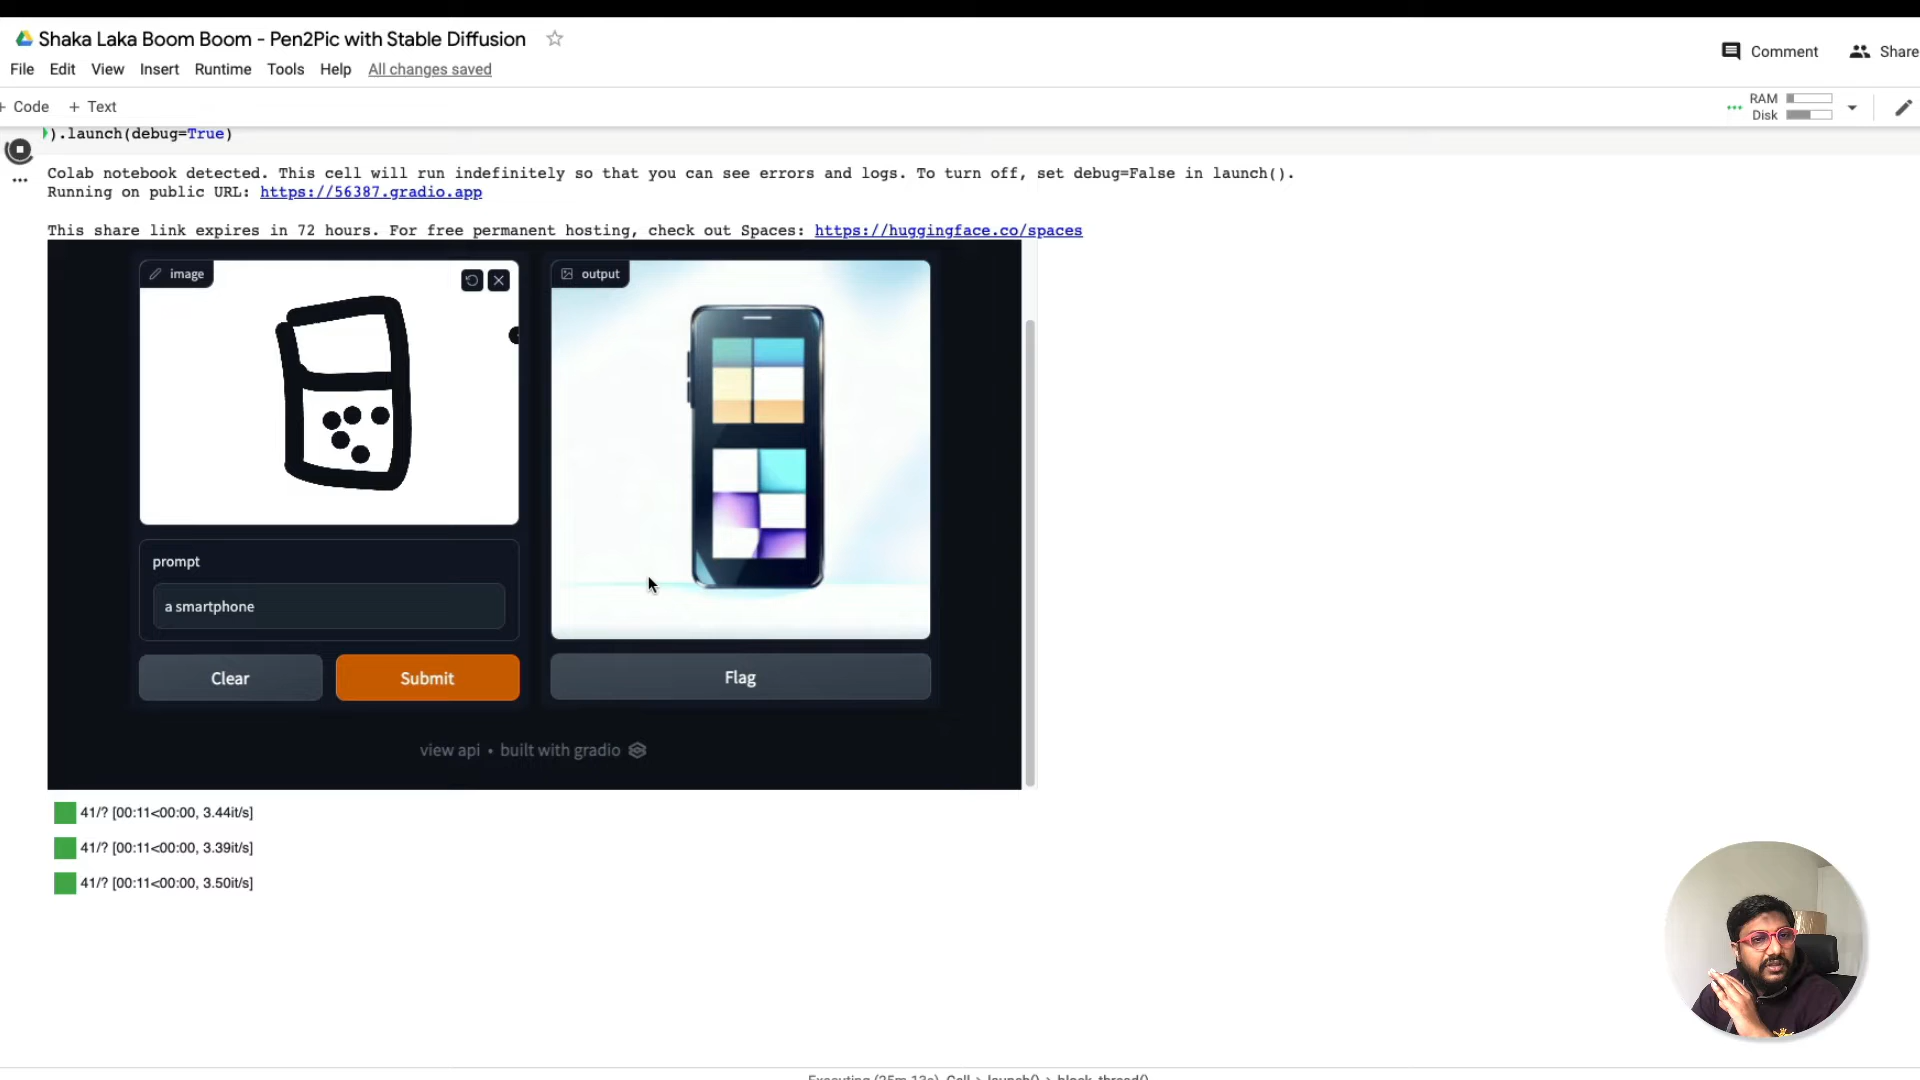 Shaka Laka Boom Boom - Pen2Pic with Stable Diffusion
File Edit View Insert Runtime Tools Help All changes saved
Comment Share
+ Code + Text
RAM
Disk
).launch(debug=True)
Colab notebook detected. This cell will run indefinitely so that you can see errors and logs. To turn off, set debug=False in launch().
Running on public URL: https://56387.gradio.app
This share link expires in 72 hours. For free permanent hosting, check out Spaces: https://huggingface.co/spaces
image
output
prompt
a smartphone
Clear Submit Flag
view api • built with gradio
41/? [00:11<00:00, 3.44it/s]
41/? [00:11<00:00, 3.39it/s]
41/? [00:11<00:00, 3.50it/s]